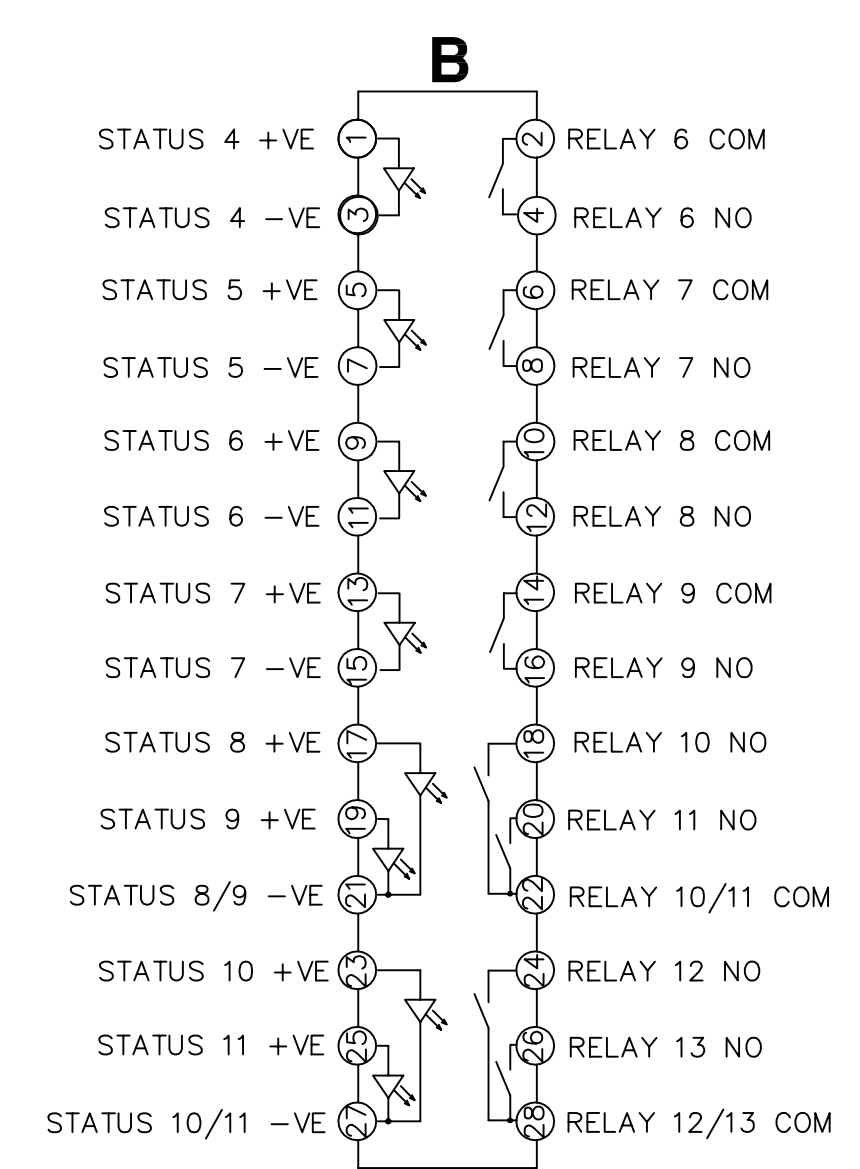 B
STATUS 4 +VE 1 2 RELAY 6 COM
STATUS 4 −VE 3 4 RELAY 6 NO
STATUS 5 +VE 5 6 RELAY 7 COM
STATUS 5 −VE 7 8 RELAY 7 NO
STATUS 6 +VE 9 10 RELAY 8 COM
STATUS 6 −VE 11 12 RELAY 8 NO
STATUS 7 +VE 13 14 RELAY 9 COM
STATUS 7 −VE 15 16 RELAY 9 NO
STATUS 8 +VE 17 18 RELAY 10 NO
STATUS 9 +VE 19 20 RELAY 11 NO
STATUS 8/9 −VE 21 22 RELAY 10/11 COM
STATUS 10 +VE 23 24 RELAY 12 NO
STATUS 11 +VE 25 26 RELAY 13 NO
STATUS 10/11 −VE 27 28 RELAY 12/13 COM